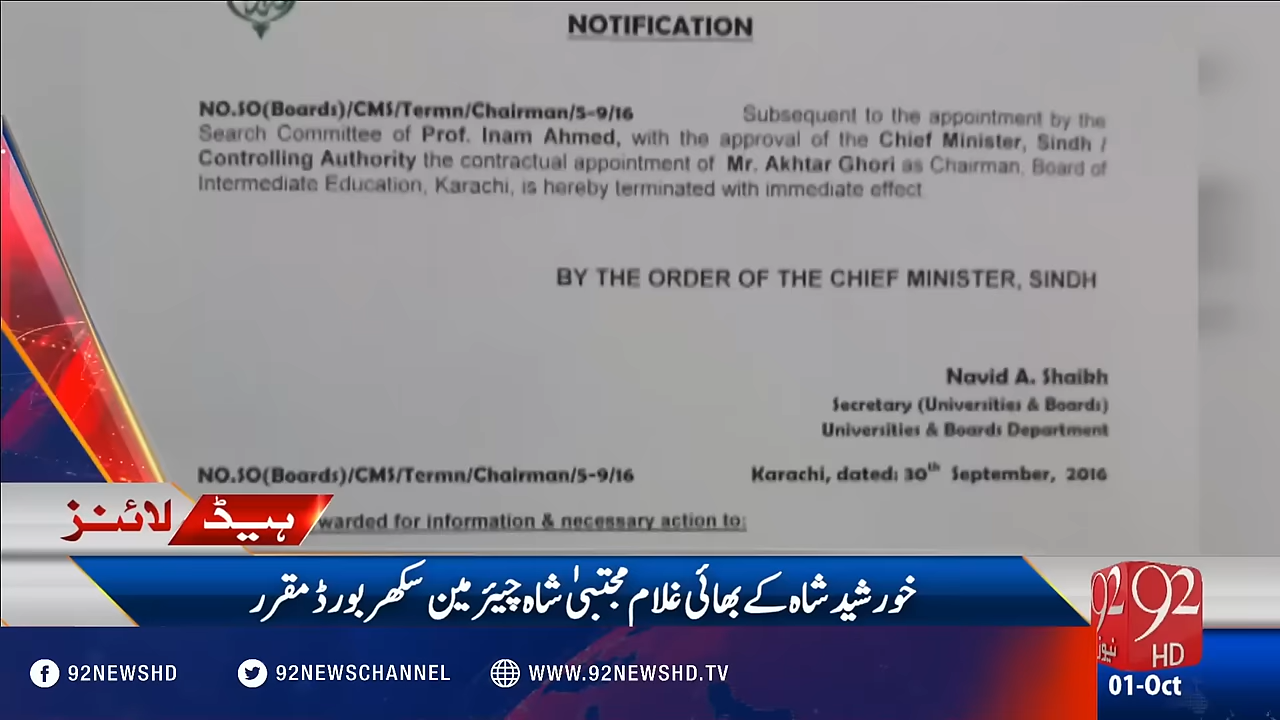 NOTIFICATION
NO.SO(Boards)/CMS/Termn/Chairman/5-9/16 Subsequent to the appointment by the
Search Committee of Prof. Inam Ahmed, with the approval of the Chief Minister, Sindh /
Controlling Authority the contractual appointment of Mr. Akhtar Ghori as Chairman, Board of
Intermediate Education, Karachi, is hereby terminated with immediate effect.
BY THE ORDER OF THE CHIEF MINISTER, SINDH
Navid A. Shaikh
Secretary (Universities & Boards)
Universities & Boards Department
NO.SO(Boards)/CMS/Termn/Chairman/5-9/16 Karachi, dated: 30th September, 2016
warded for information & necessary action to:
ہیڈ لائنز
خورشید شاہ کے بھائی غلام مجتبیٰ شاہ چیئرمین سکھر بورڈ مقرر
92 92
نیوز HD
92NEWSHD 92NEWSCHANNEL WWW.92NEWSHD.TV
01-Oct